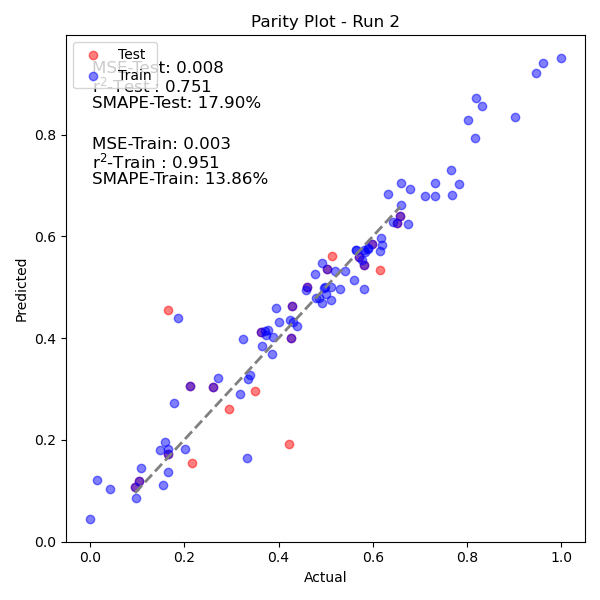 Parity Plot - Run 2
Test
Train
MSE-Test: 0.008
r²-Test : 0.751
SMAPE-Test: 17.90%
MSE-Train: 0.003
r²-Train : 0.951
SMAPE-Train: 13.86%
Predicted
0.8
0.6
0.4
0.2
0.0
0.0 0.2 0.4 0.6 0.8 1.0
Actual